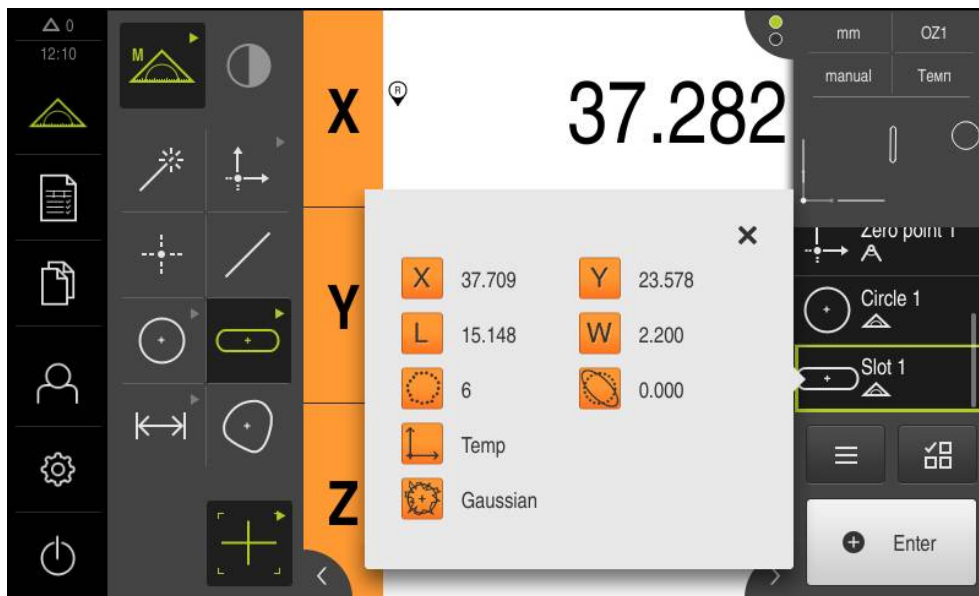 0
12:10
M
X
R
37.282
mm
OZ1
manual
Темп
Zero point 1
X 37.709
Y 23.578
Y
L 15.148
W 2.200
Circle 1
6
0.000
Slot 1
Temp
Gaussian
Z
Enter